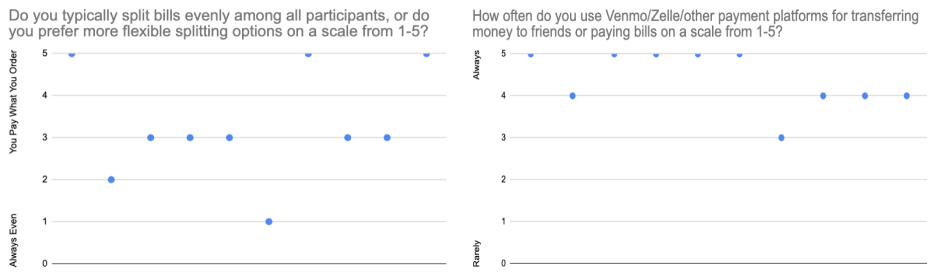 Do you typically split bills evenly among all participants, or do
you prefer more flexible splitting options on a scale from 1-5?
You Pay What You Order
Always Even
5
4
3
2
1
0
How often do you use Venmo/Zelle/other payment platforms for transferring
money to friends or paying bills on a scale from 1-5?
Always
Rarely
5
4
3
2
1
0